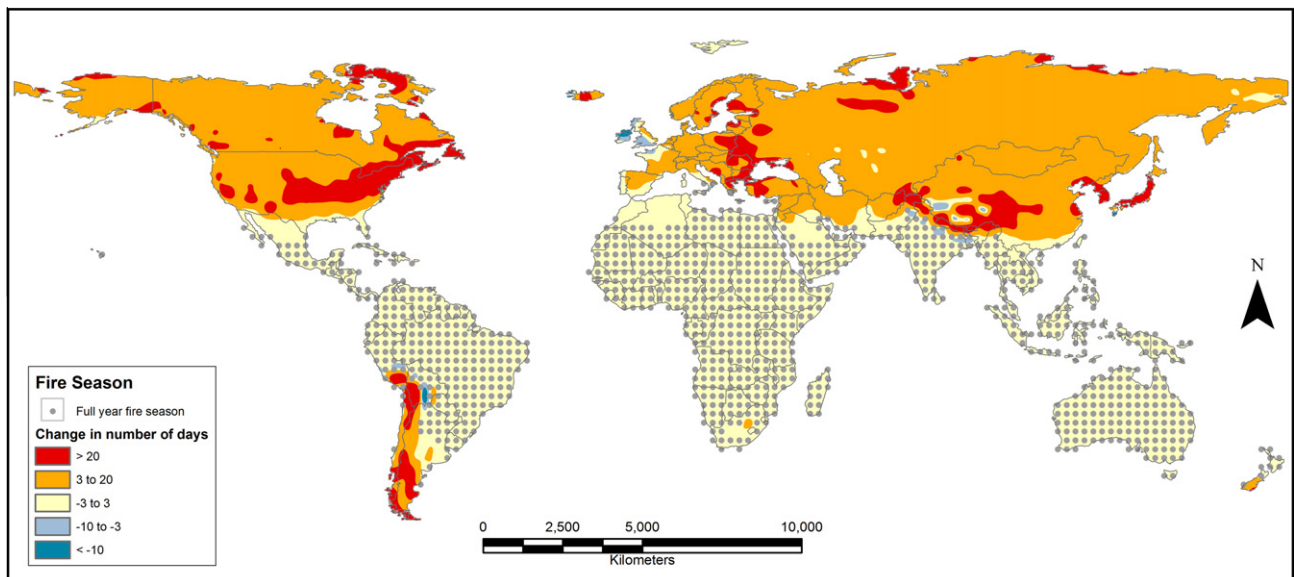 N
Fire Season
Full year fire season
Change in number of days
> 20
3 to 20
-3 to 3
-10 to -3
< -10
0 2,500 5,000 10,000
Kilometers